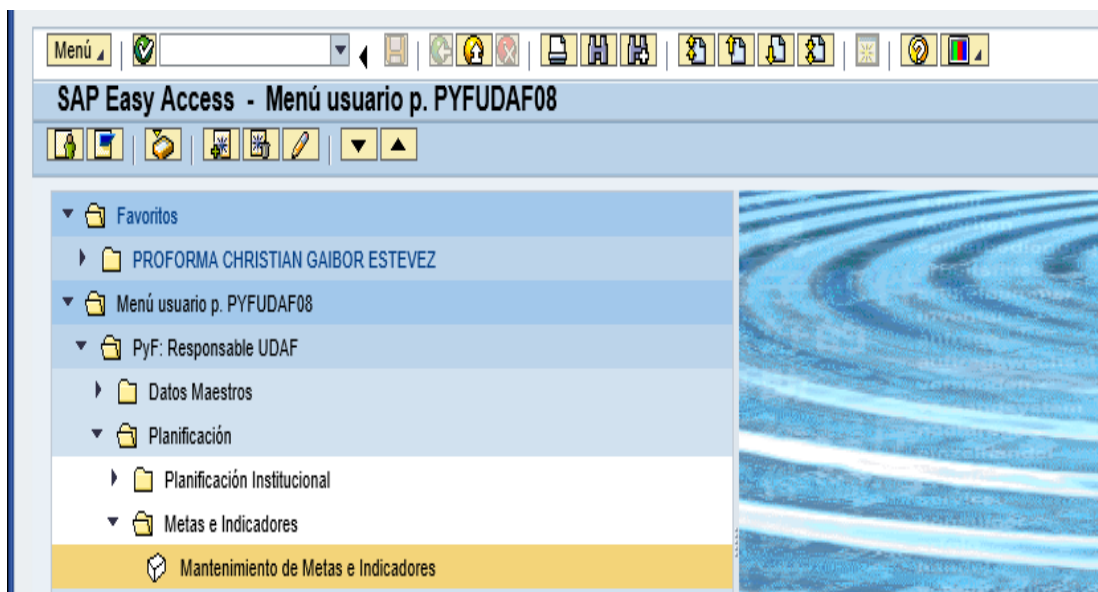 Menú
SAP Easy Access - Menú usuario p. PYFUDAF08
Favoritos
PROFORMA CHRISTIAN GAIBOR ESTEVEZ
Menú usuario p. PYFUDAF08
PyF: Responsable UDAF
Datos Maestros
Planificación
Planificación Institucional
Metas e Indicadores
Mantenimiento de Metas e Indicadores